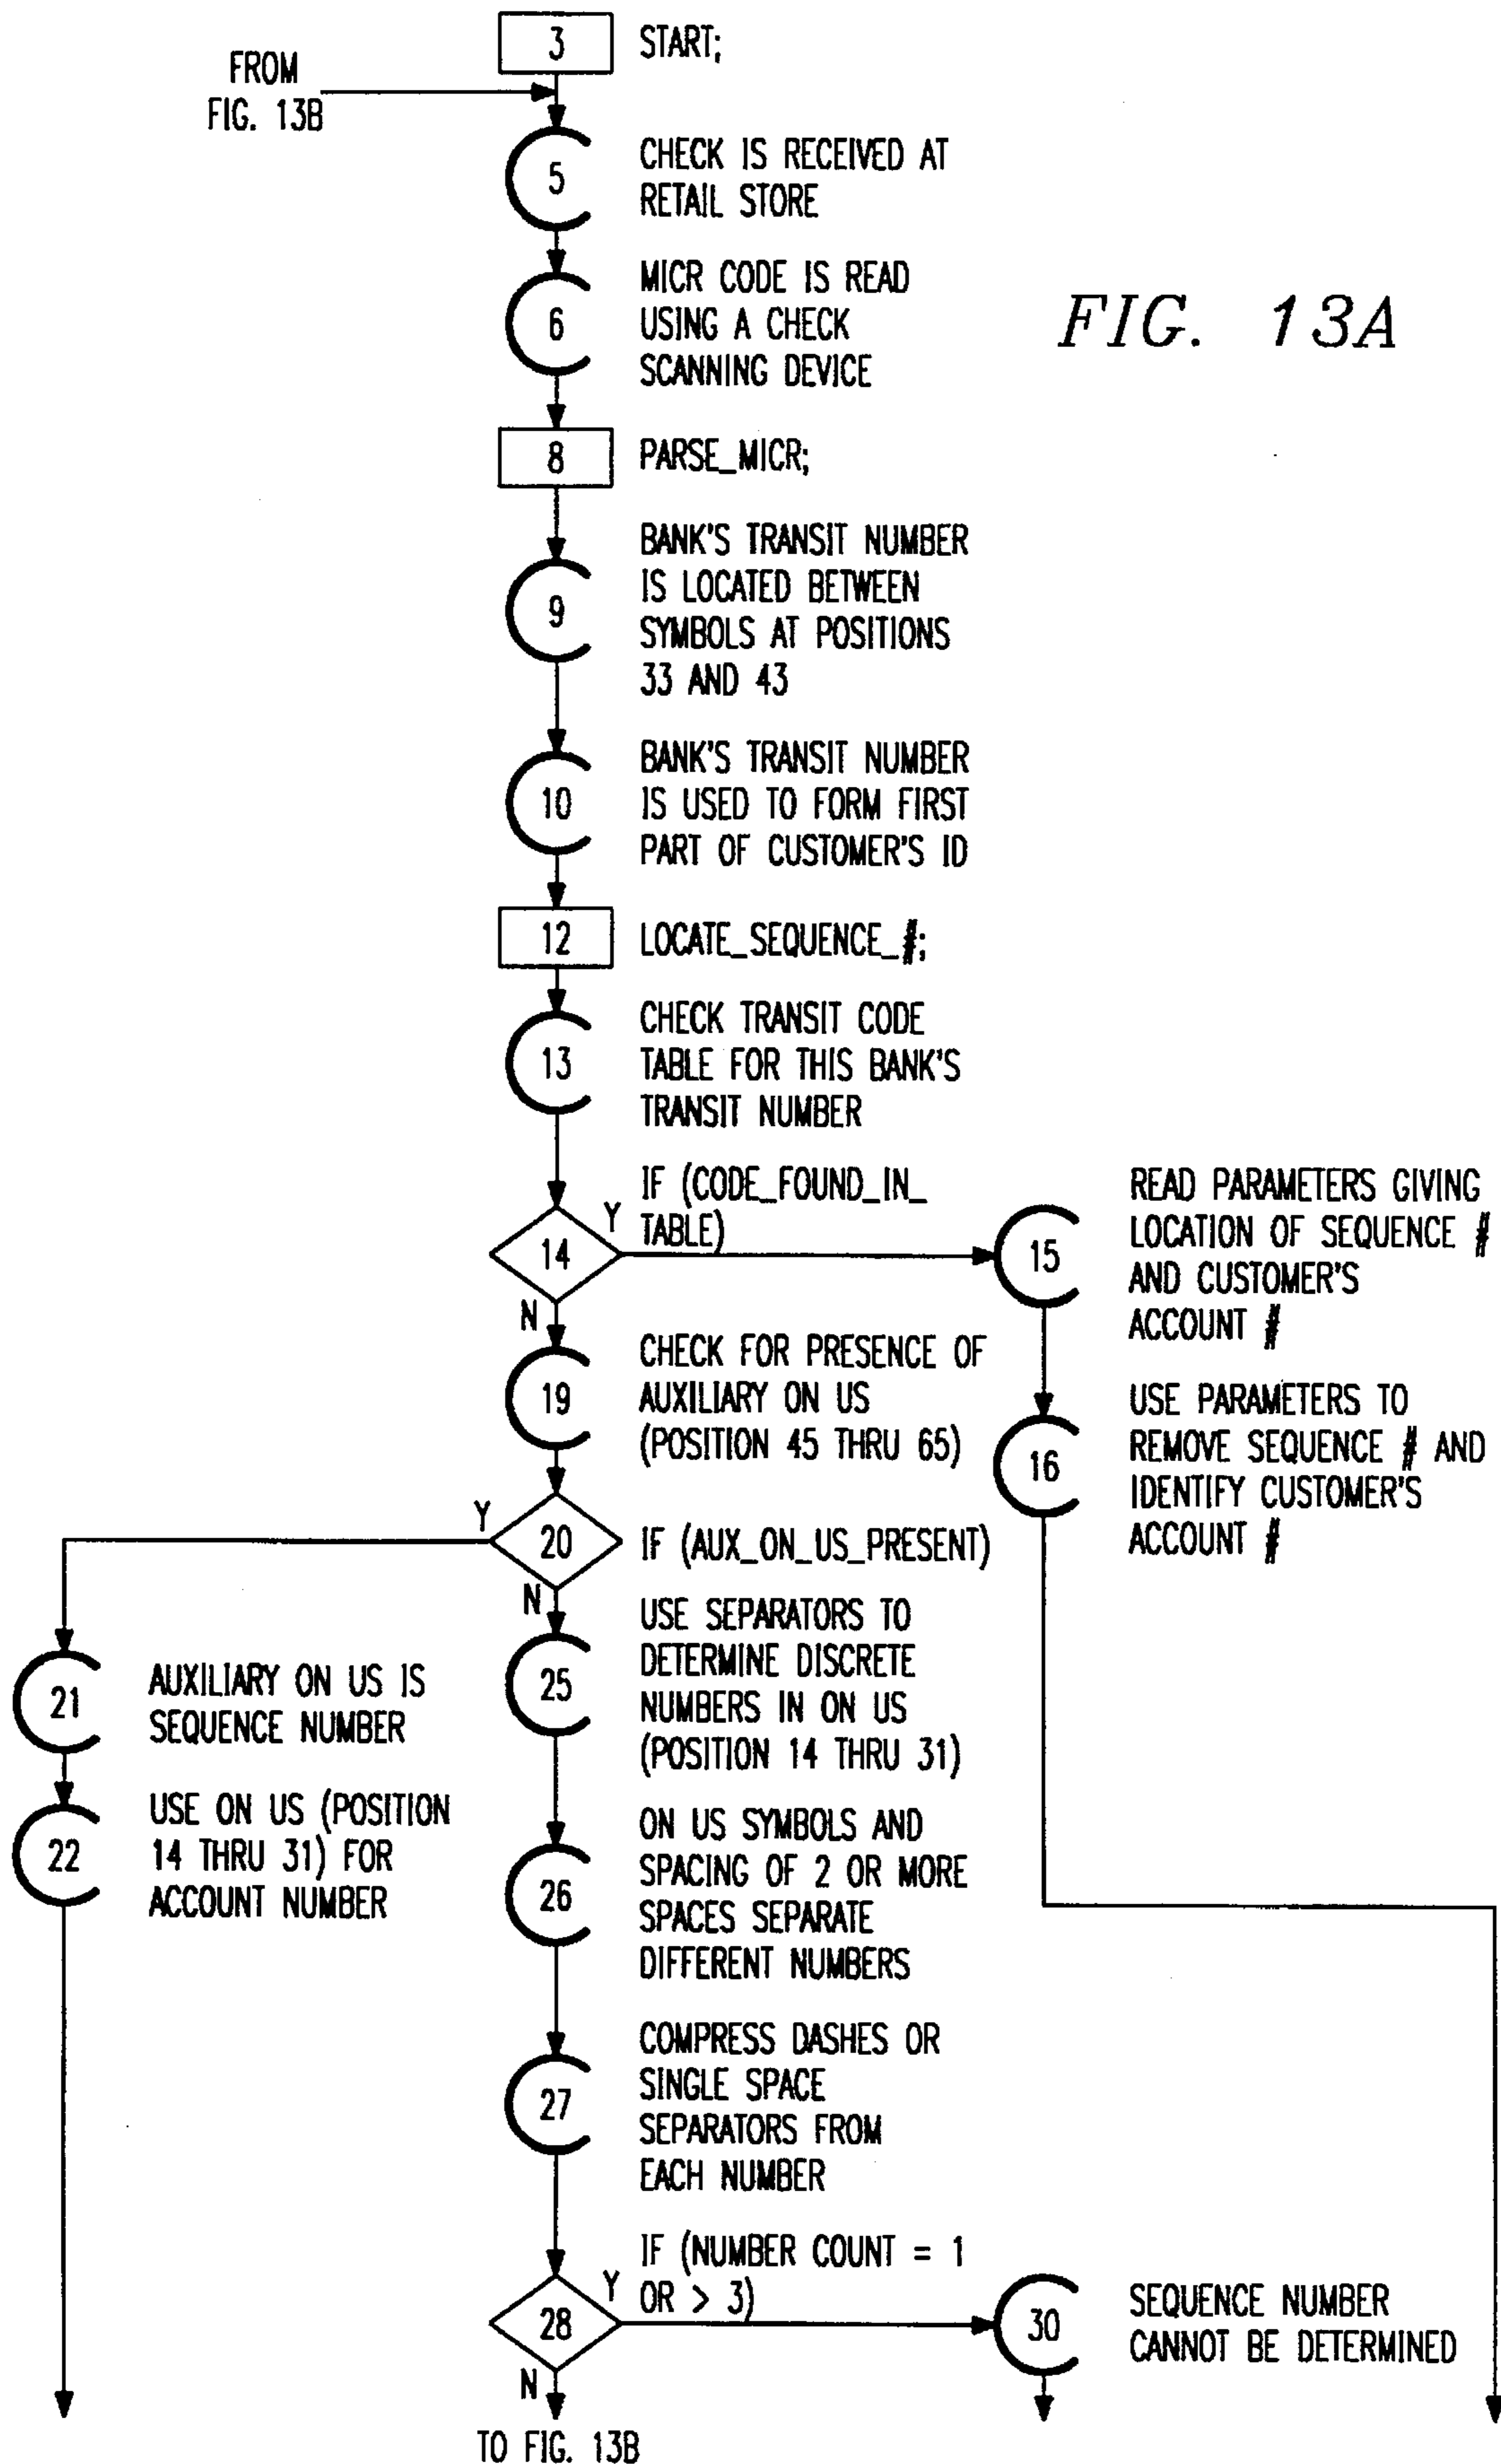 3 START;
FROM
FIG. 13B
5
CHECK IS RECEIVED AT
RETAIL STORE
6
MICR CODE IS READ
USING A CHECK
SCANNING DEVICE
FIG. 13A
8 PARSE_MICR;
9
BANK'S TRANSIT NUMBER
IS LOCATED BETWEEN
SYMBOLS AT POSITIONS
33 AND 43
10
BANK'S TRANSIT NUMBER
IS USED TO FORM FIRST
PART OF CUSTOMER'S ID
12 LOCATE_SEQUENCE_#;
13
CHECK TRANSIT CODE
TABLE FOR THIS BANK'S
TRANSIT NUMBER
14
IF (CODE_FOUND_IN_
Y TABLE)
N
15
READ PARAMETERS GIVING
LOCATION OF SEQUENCE #
AND CUSTOMER'S
ACCOUNT #
16
USE PARAMETERS TO
REMOVE SEQUENCE # AND
IDENTIFY CUSTOMER'S
ACCOUNT #
19
CHECK FOR PRESENCE OF
AUXILIARY ON US
(POSITION 45 THRU 65)
Y
20 IF (AUX_ON_US_PRESENT)
N
21
AUXILIARY ON US IS
SEQUENCE NUMBER
22
USE ON US (POSITION
14 THRU 31) FOR
ACCOUNT NUMBER
25
USE SEPARATORS TO
DETERMINE DISCRETE
NUMBERS IN ON US
(POSITION 14 THRU 31)
26
ON US SYMBOLS AND
SPACING OF 2 OR MORE
SPACES SEPARATE
DIFFERENT NUMBERS
27
COMPRESS DASHES OR
SINGLE SPACE
SEPARATORS FROM
EACH NUMBER
28
IF (NUMBER COUNT = 1
Y OR > 3)
N
30
SEQUENCE NUMBER
CANNOT BE DETERMINED
TO FIG. 13B